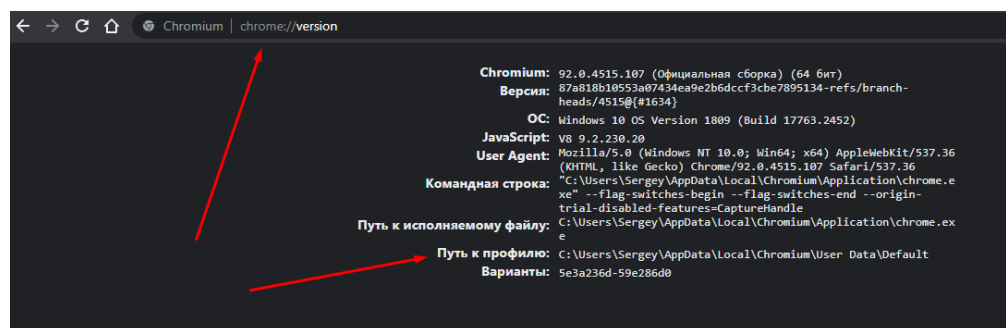 Chromium | chrome://version
Chromium: 92.0.4515.107 (Официальная сборка) (64 бит)
Версия: 87a818b10553a07434ea9e2b6dccf3cbe7895134-refs/branch-
heads/4515@{#1634}
ОС: Windows 10 OS Version 1809 (Build 17763.2452)
JavaScript: V8 9.2.230.20
User Agent: Mozilla/5.0 (Windows NT 10.0; Win64; x64) AppleWebKit/537.36
(KHTML, like Gecko) Chrome/92.0.4515.107 Safari/537.36
Командная строка: "C:\Users\Sergey\AppData\Local\Chromium\Application\chrome.e
xe" --flag-switches-begin --flag-switches-end --origin-
trial-disabled-features=CaptureHandle
Путь к исполняемому файлу: C:\Users\Sergey\AppData\Local\Chromium\Application\chrome.ex
e
Путь к профилю: C:\Users\Sergey\AppData\Local\Chromium\User Data\Default
Варианты: 5e3a236d-59e286d0